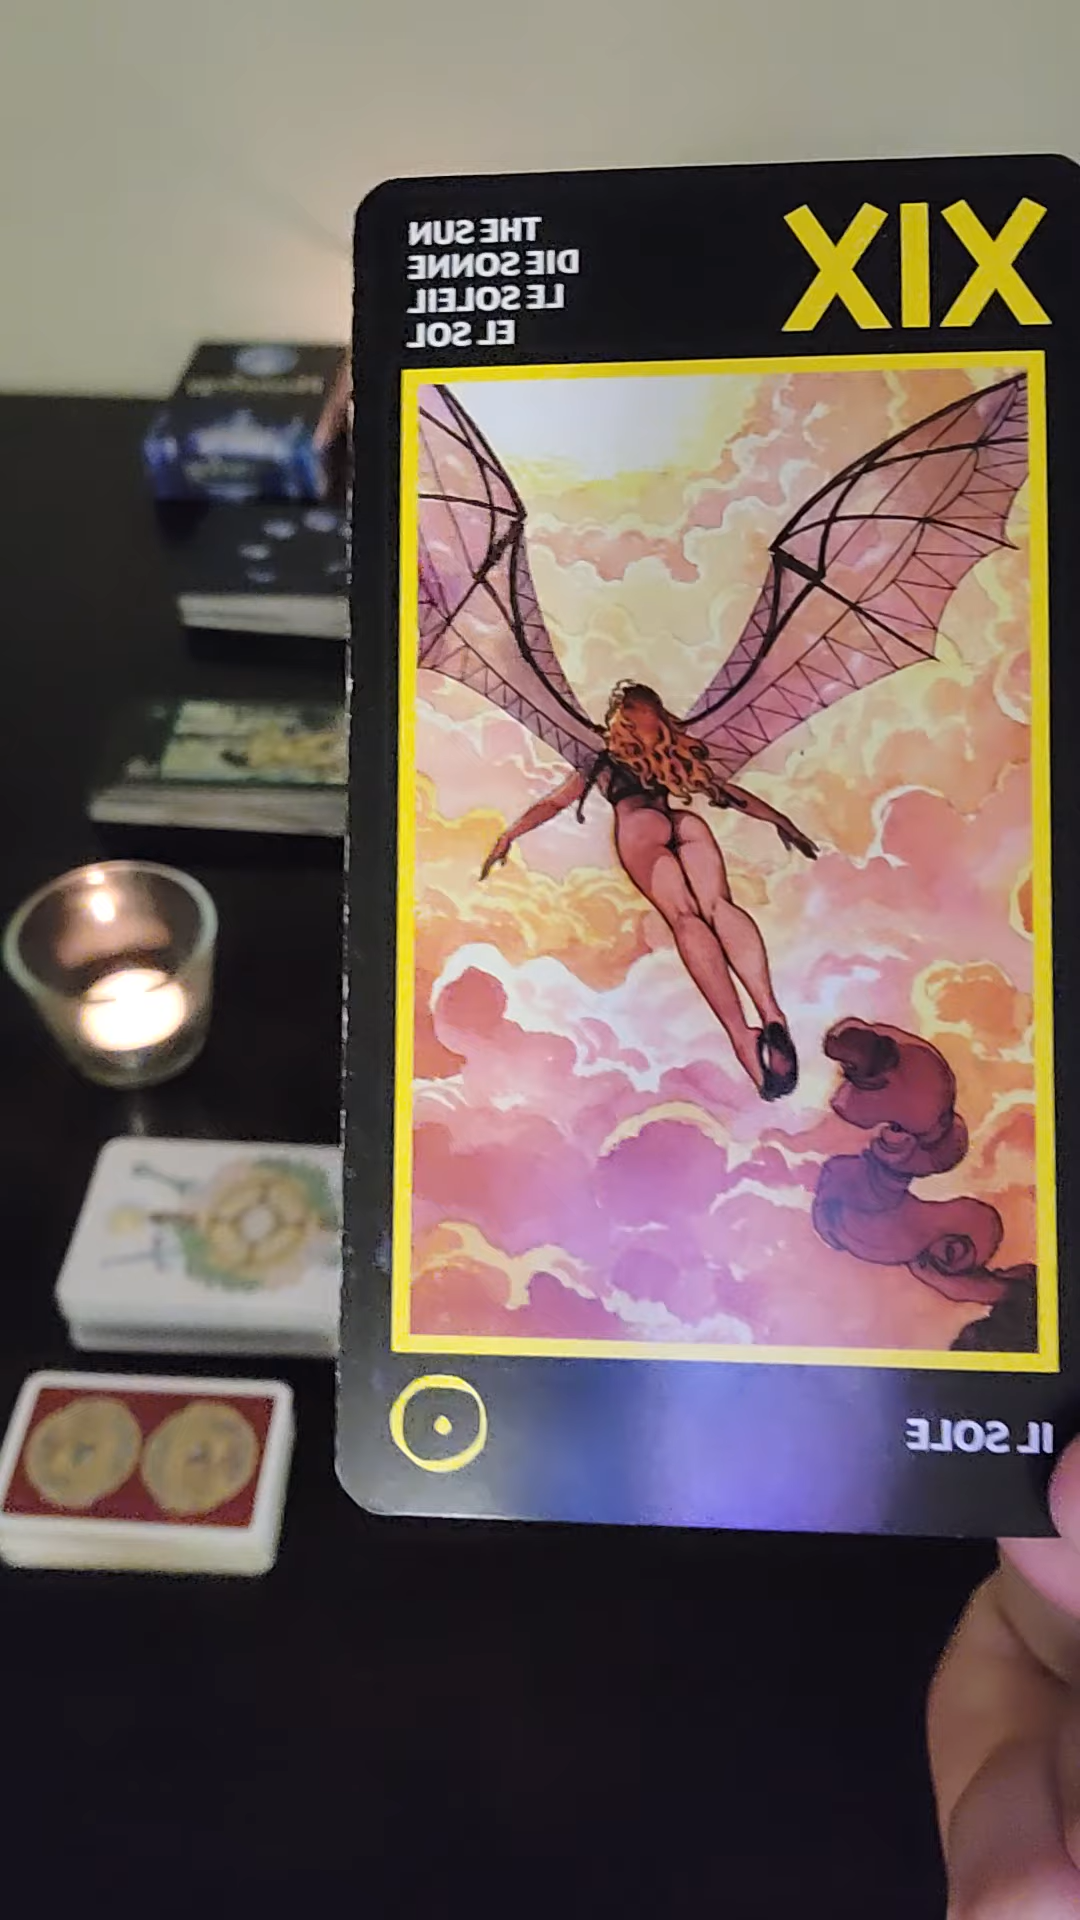 XIX
THE SUN
DIE SONNE
LE SOLEIL
EL SOL
IL SOLE